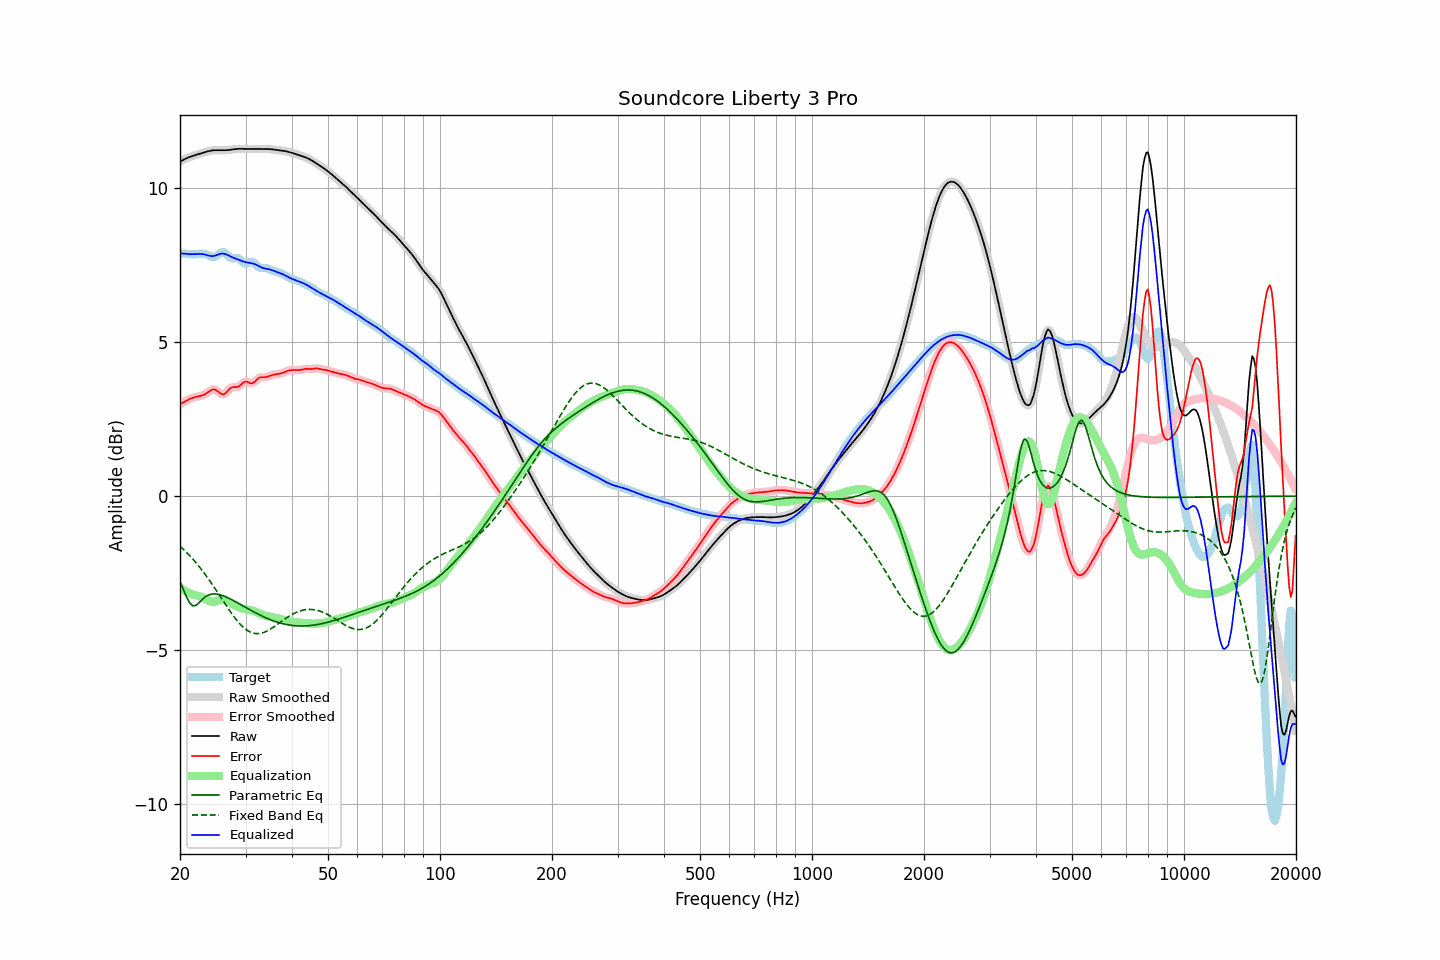 Soundcore Liberty 3 Pro
Amplitude (dBr)
10
5
0
−5
−10
Target
Raw Smoothed
Error Smoothed
Raw
Error
Equalization
Parametric Eq
Fixed Band Eq
Equalized
20 50 100 200 500 1000 2000 5000 10000 20000
Frequency (Hz)